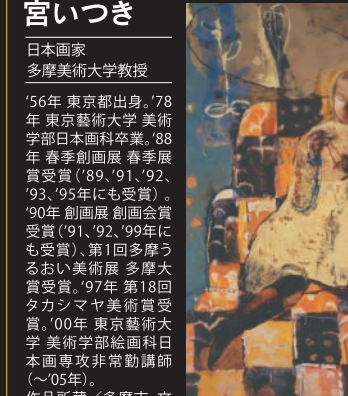 宮いつき
日本画家
多摩美術大学教授
'56年 東京都出身。'78
年 東京藝術大学 美術
学部日本画科卒業。'88
年 春季創画展 春季展
賞受賞('89、'91、'92、
'93、'95年にも受賞)。
'90年 創画展 創画会賞
受賞('91、'92、'99年に
も受賞)、第1回多摩う
るおい美術展 多摩大
賞受賞。'97年 第18回
タカシマヤ美術賞受
賞。'00年 東京藝術大
学 美術学部絵画科日
本画専攻非常勤講師
(〜'05年)。